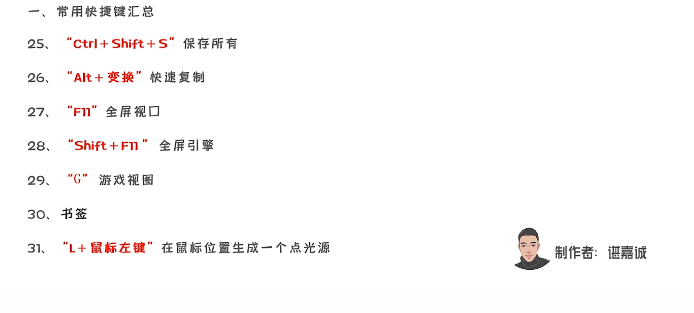 一、常用快捷键汇总
25、“Ctrl＋Shift＋S”保存所有
26、“Alt＋变换”快速复制
27、“F11”全屏视口
28、“Shift＋F11”全屏引擎
29、“G”游戏视图
30、书签
31、“L＋鼠标左键”在鼠标位置生成一个点光源
制作者：谌嘉诚